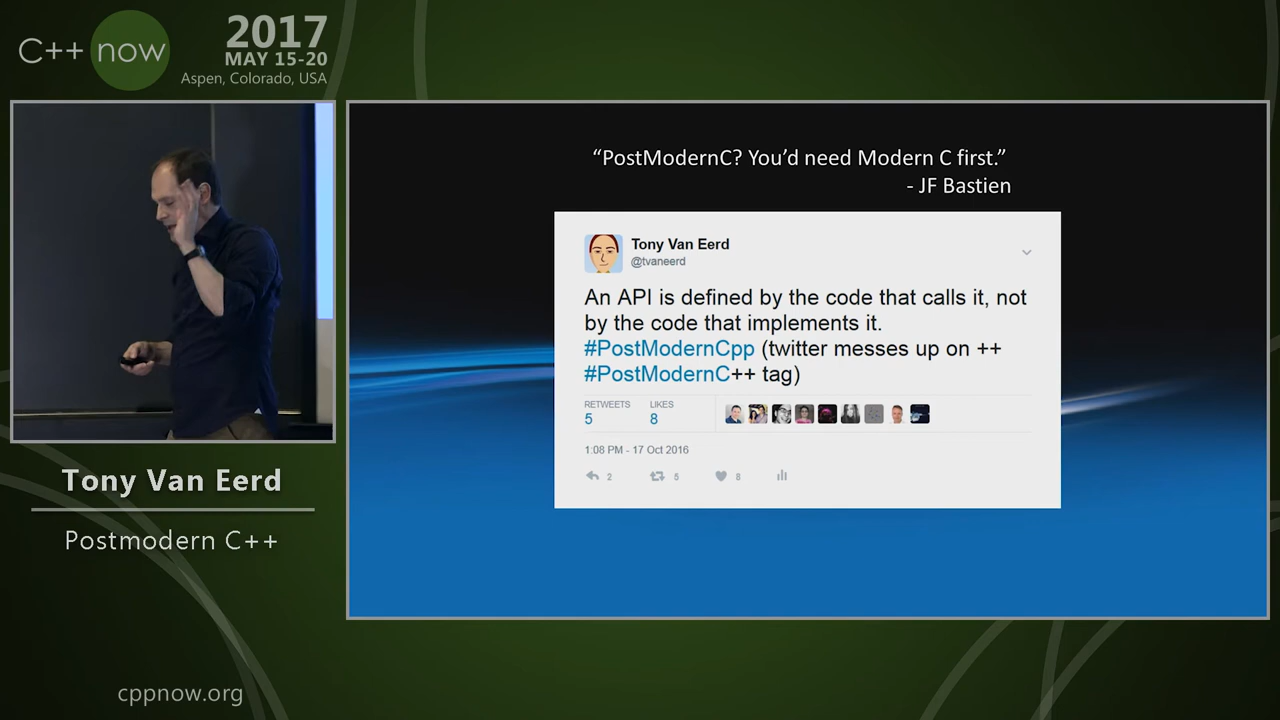 C++ now
2017
MAY 15-20
Aspen, Colorado, USA
“PostModernC? You’d need Modern C first.”
- JF Bastien
Tony Van Eerd
@tvaneerd
An API is defined by the code that calls it, not
by the code that implements it.
#PostModernCpp (twitter messes up on ++
#PostModernC++ tag)
RETWEETS LIKES
5 8
1:08 PM - 17 Oct 2016
2 5 8
Tony Van Eerd
Postmodern C++
cppnow.org